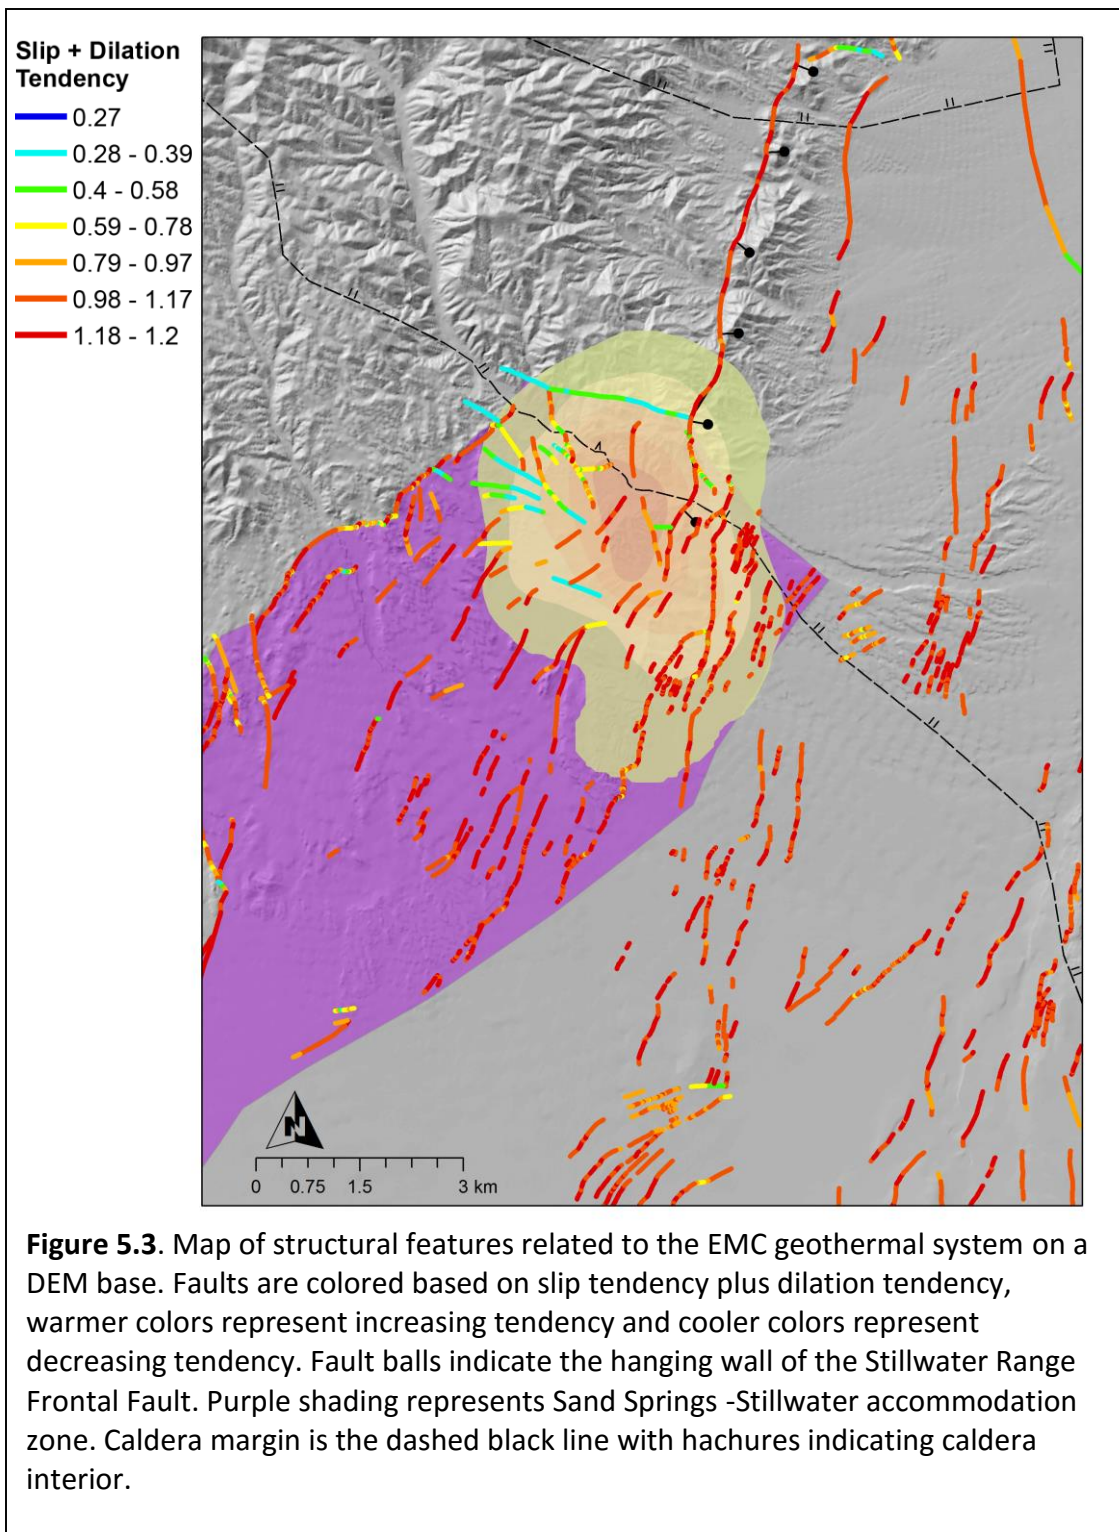 Slip + Dilation
Tendency
0.27
0.28 - 0.39
0.4 - 0.58
0.59 - 0.78
0.79 - 0.97
0.98 - 1.17
1.18 - 1.2
N
0 0.75 1.5 3 km
Figure 5.3. Map of structural features related to the EMC geothermal system on a
DEM base. Faults are colored based on slip tendency plus dilation tendency,
warmer colors represent increasing tendency and cooler colors represent
decreasing tendency. Fault balls indicate the hanging wall of the Stillwater Range
Frontal Fault. Purple shading represents Sand Springs -Stillwater accommodation
zone. Caldera margin is the dashed black line with hachures indicating caldera
interior.